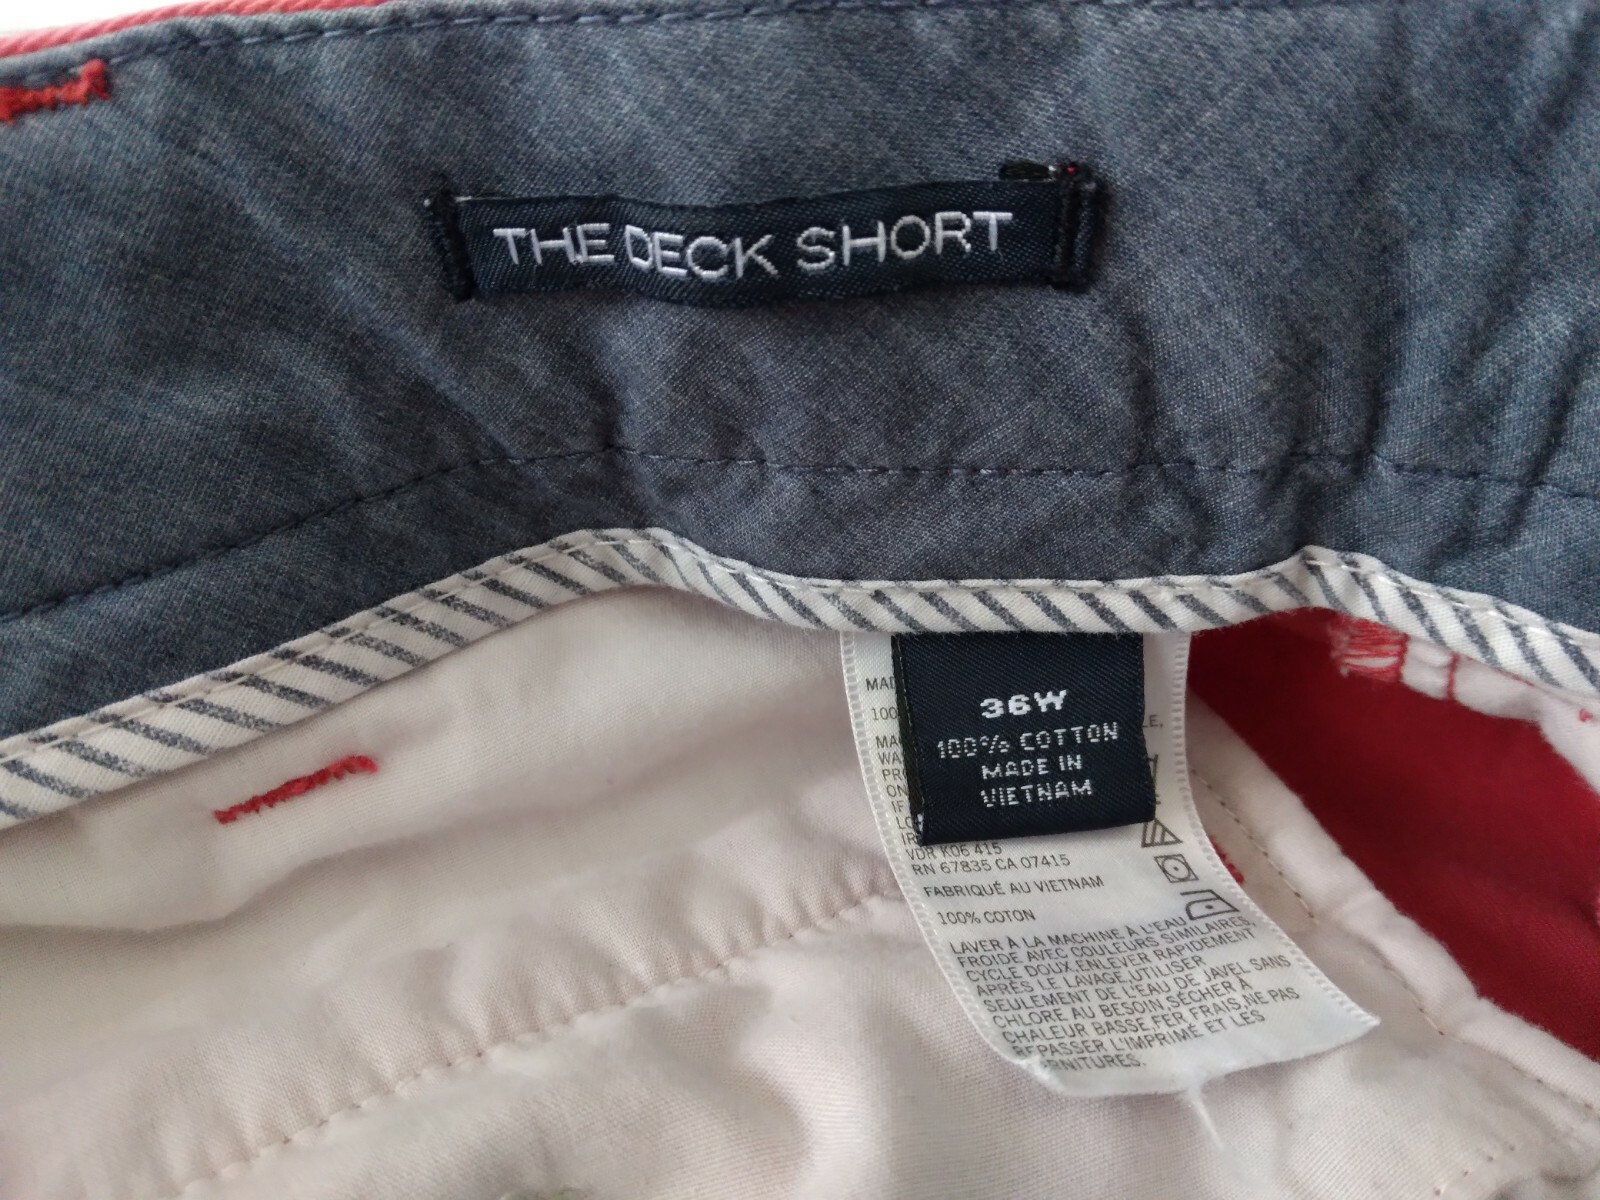 THE DECK SHORT
36W
100% COTTON
MADE IN
VIETNAM
VDR K06 415
RN 67835 CA 07415
FABRIQUÉ AU VIETNAM
100% COTON
LAVER À LA MACHINE À L'EAU
FROIDE AVEC COULEURS SIMILAIRES,
CYCLE DOUX,ENLEVER RAPIDEMENT
APRÈS LE LAVAGE,UTILISER
SEULEMENT DE L'EAU DE JAVEL SANS
CHLORE AU BESOIN SÉCHER À
CHALEUR BASSE,FER FRAIS,NE PAS
REPASSER L'IMPRIMÉ ET LES